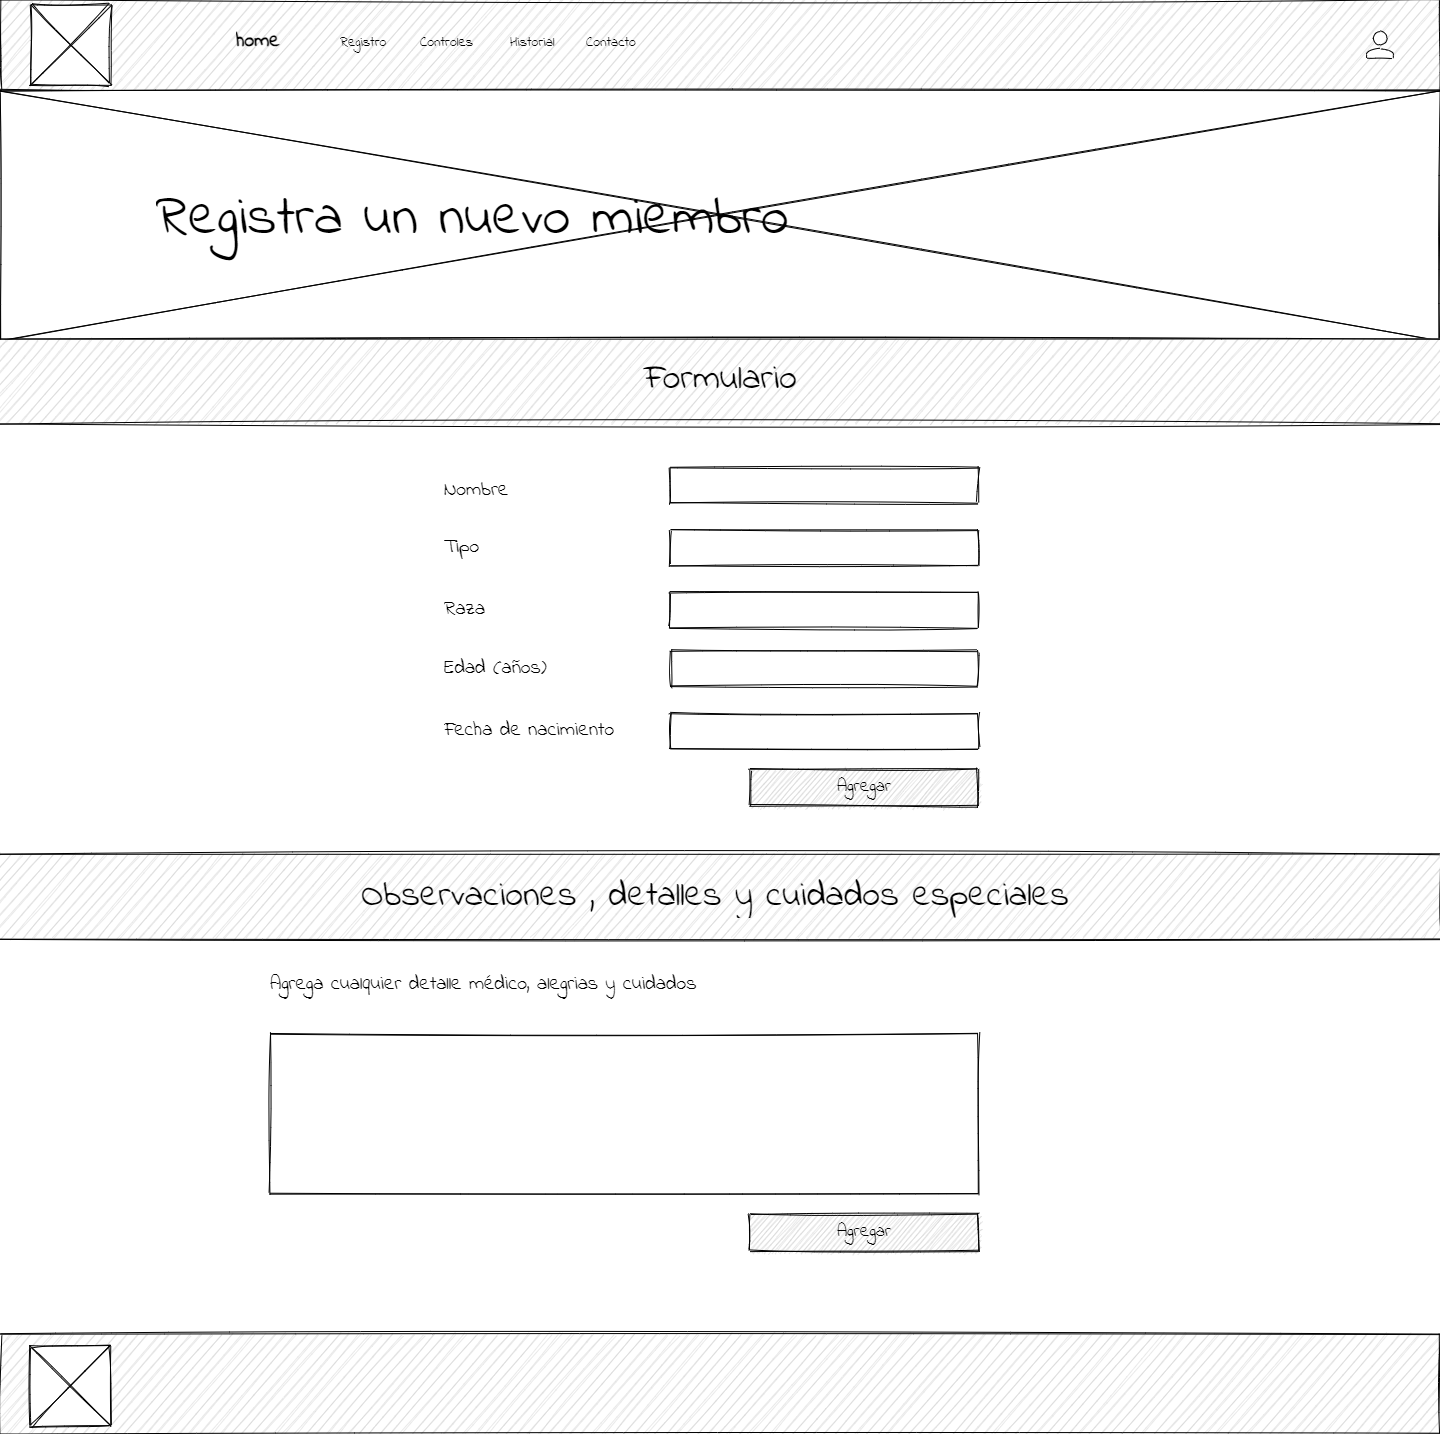 home Registro Controles Historial Contacto
Registra un nuevo miembro
Formulario
Nombre
Tipo
Raza
Edad (años)
Fecha de nacimiento
Agregar
Observaciones , detalles y cuidados especiales
Agrega cualquier detalle médico, alegrias y cuidados
Agregar